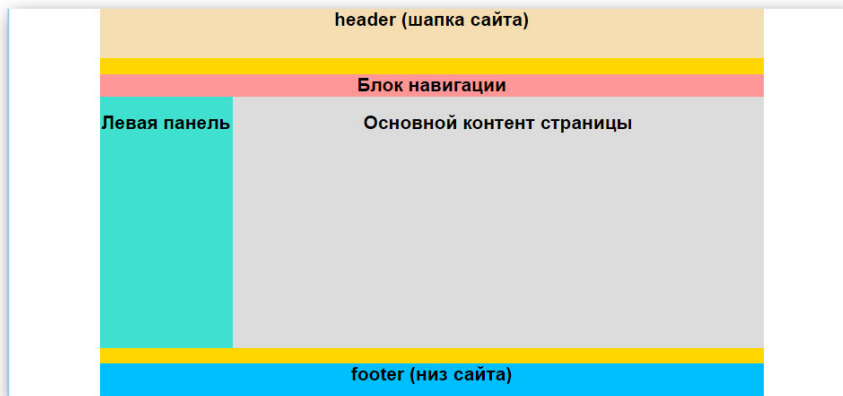 header (шапка сайта)
Блок навигации
Левая панель
Основной контент страницы
footer (низ сайта)